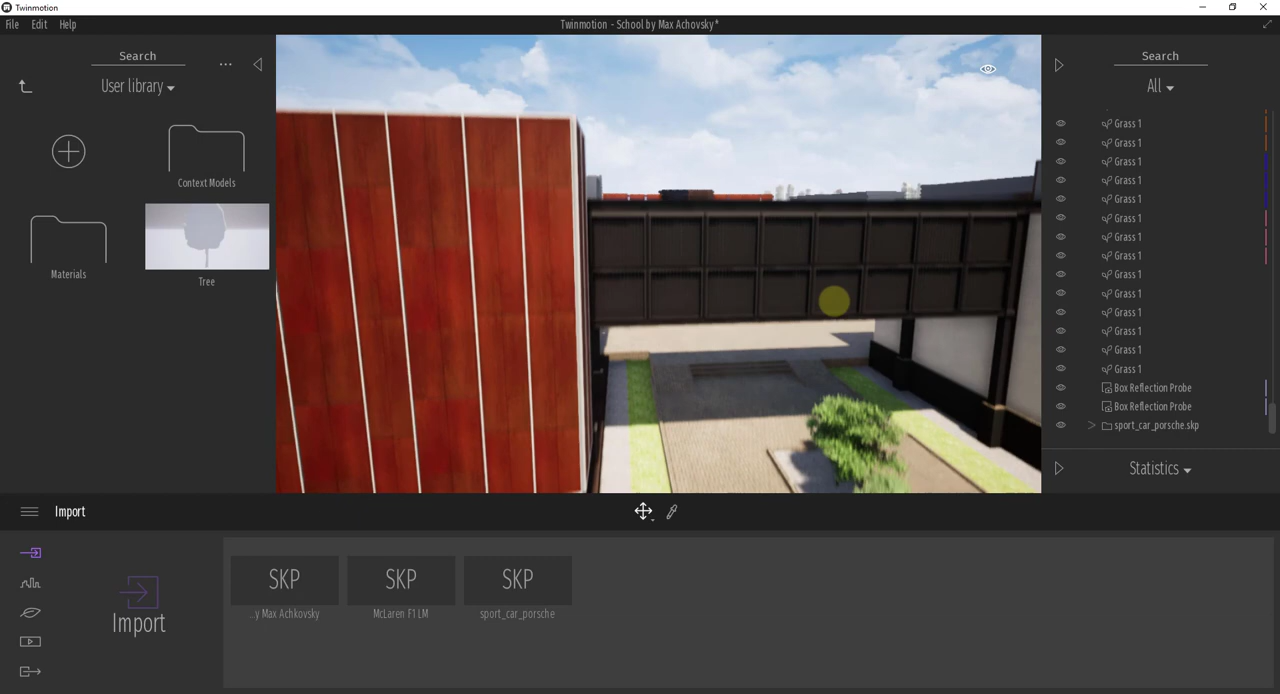 Twinmotion
File Edit Help
Twinmotion - School by Max Achovsky*
Search
...
User library
Context Models
Materials
Tree
Search
All
Grass 1
Grass 1
Grass 1
Grass 1
Grass 1
Grass 1
Grass 1
Grass 1
Grass 1
Grass 1
Grass 1
Grass 1
Grass 1
Grass 1
Box Reflection Probe
Box Reflection Probe
sport_car_porsche.skp
Statistics
Import
Import
SKP
...y Max Achkovsky
SKP
McLaren F1 LM
SKP
sport_car_porsche